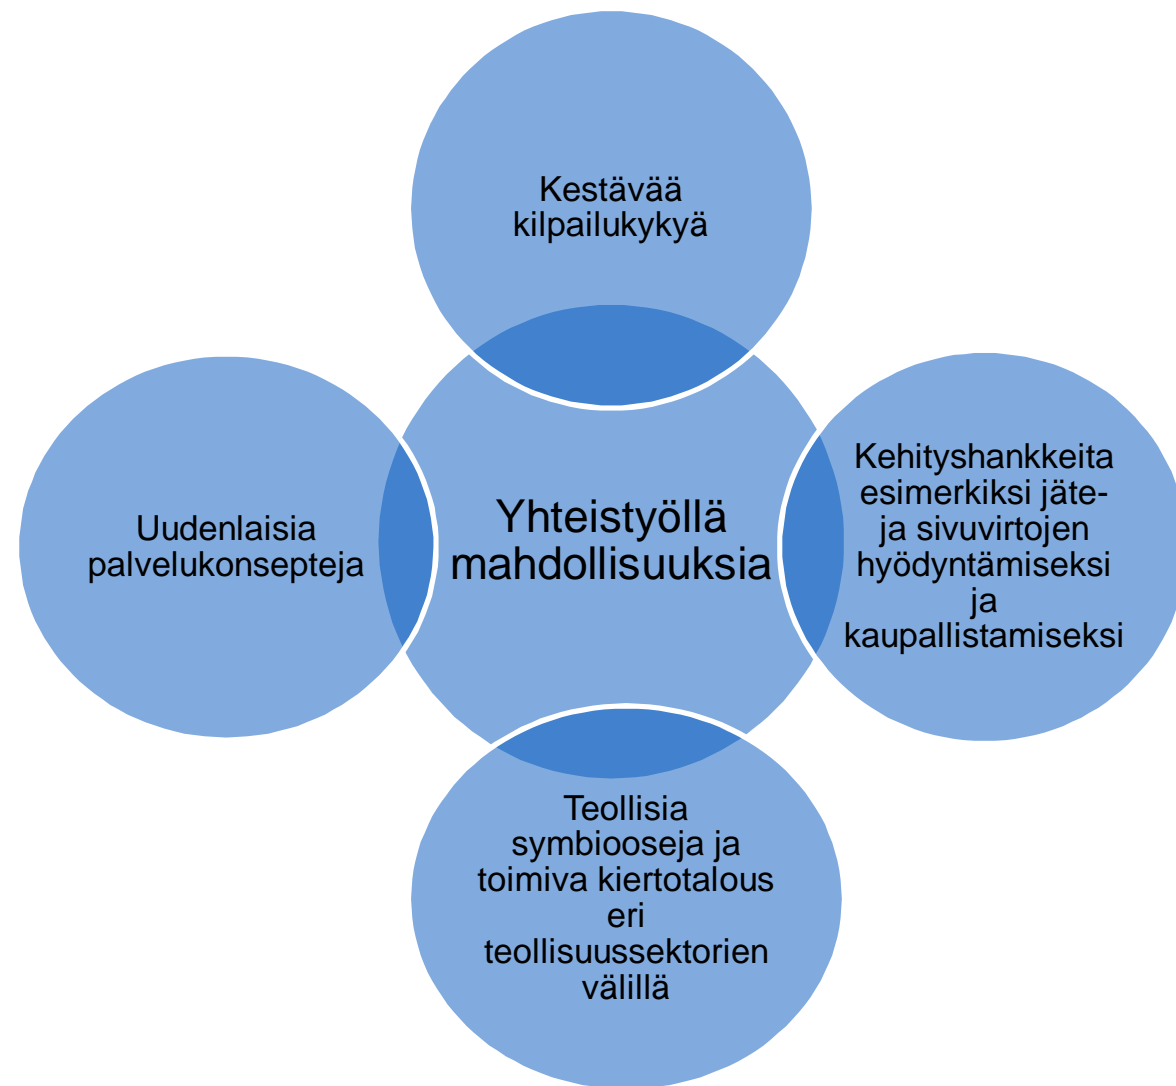 Kestävää
kilpailukykyä
Uudenlaisia
palvelukonsepteja
Yhteistyöllä
mahdollisuuksia
Kehityshankkeita
esimerkiksi jäte-
ja sivuvirtojen
hyödyntämiseksi
ja
kaupallistamiseksi
Teollisia
symbiooseja ja
toimiva kiertotalous
eri
teollisuussektorien
välillä